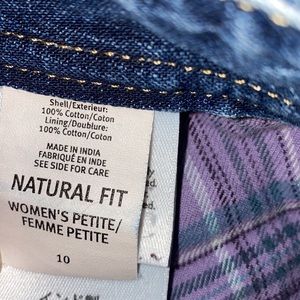 Shell/Exterieur:
100% Cotton/Coton
Lining/Doublure:
100% Cotton/Coton
MADE IN INDIA
FABRIQUÉ EN INDE
SEE SIDE FOR CARE
NATURAL FIT
WOMEN'S PETITE/
FEMME PETITE
10